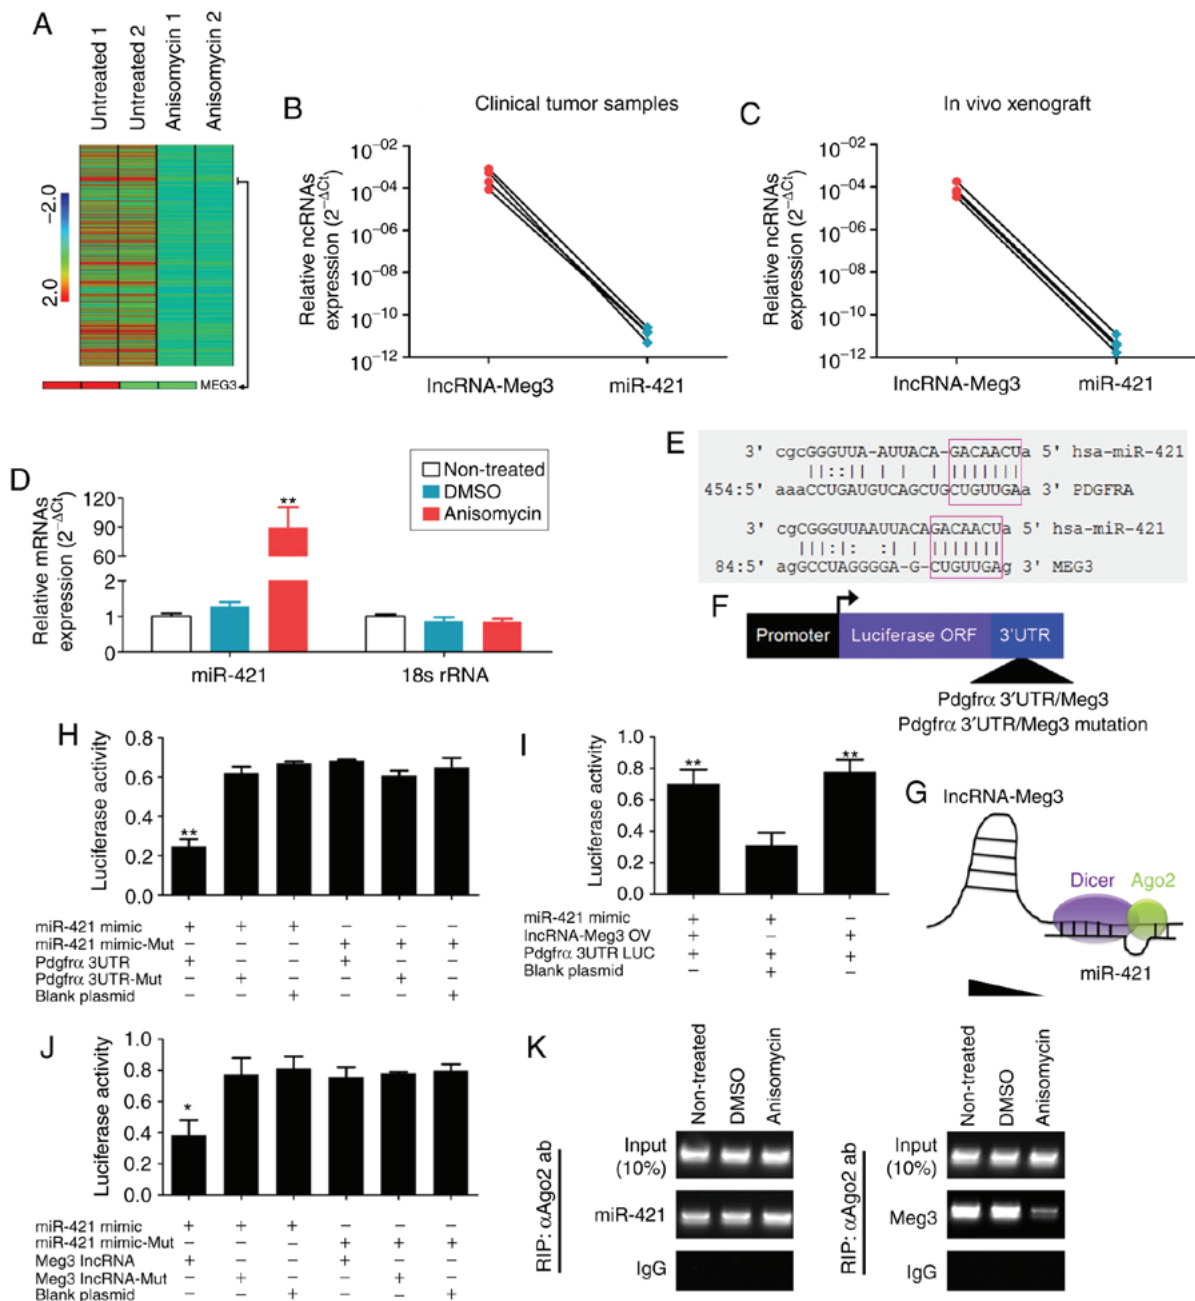 A
Untreated 1
Untreated 2
Anisomycin 1
Anisomycin 2
-2.0
2.0
MEG3
B
Clinical tumor samples
Relative ncRNAs
expression (2^−ΔCt)
10^−02
10^−04
10^−06
10^−08
10^−10
10^−12
lncRNA-Meg3
miR-421
C
In vivo xenograft
Relative ncRNAs
expression (2^−ΔCt)
10^−02
10^−04
10^−06
10^−08
10^−10
10^−12
lncRNA-Meg3
miR-421
D
Relative mRNAs
expression (2^−ΔCt)
120
90
60
2
1
0
**
Non-treated
DMSO
Anisomycin
miR-421
18s rRNA
E
3' cgcGGGUUA-AUUACA-GACAACUa 5' hsa-miR-421
454:5' aaaCCUGAUGUCAGCUGCUGUUGAa 3' PDGFRA
3' cgcGGGUUAAUUACAGACAACUa 5' hsa-miR-421
84:5' agGCCUAGGGGA-G-CUGUUGAg 3' MEG3
F
Promoter
Luciferase ORF
3′UTR
Pdgfrα 3′UTR/Meg3
Pdgfrα 3′UTR/Meg3 mutation
H
Luciferase activity
0.8
0.6
0.4
0.2
0.0
**
miR-421 mimic + + + − − −
miR-421 mimic-Mut − − − + + +
Pdgfrα 3UTR + − − + − −
Pdgfrα 3UTR-Mut − + − − + −
Blank plasmid − − + − − +
I
Luciferase activity
1.0
0.8
0.6
0.4
0.2
0.0
**
**
miR-421 mimic + + −
lncRNA-Meg3 OV + − +
Pdgfrα 3UTR LUC + + +
Blank plasmid − + −
G
lncRNA-Meg3
Dicer
Ago2
miR-421
J
Luciferase activity
1.0
0.8
0.6
0.4
0.2
0.0
*
miR-421 mimic + + + − − −
miR-421 mimic-Mut − − − + + +
Meg3 lncRNA + − − + − −
Meg3 lncRNA-Mut − + − − + −
Blank plasmid − − + − − +
K
Non-treated
DMSO
Anisomycin
RIP: αAgo2 ab
Input
(10%)
miR-421
IgG
Non-treated
DMSO
Anisomycin
RIP: αAgo2 ab
Input
(10%)
Meg3
IgG